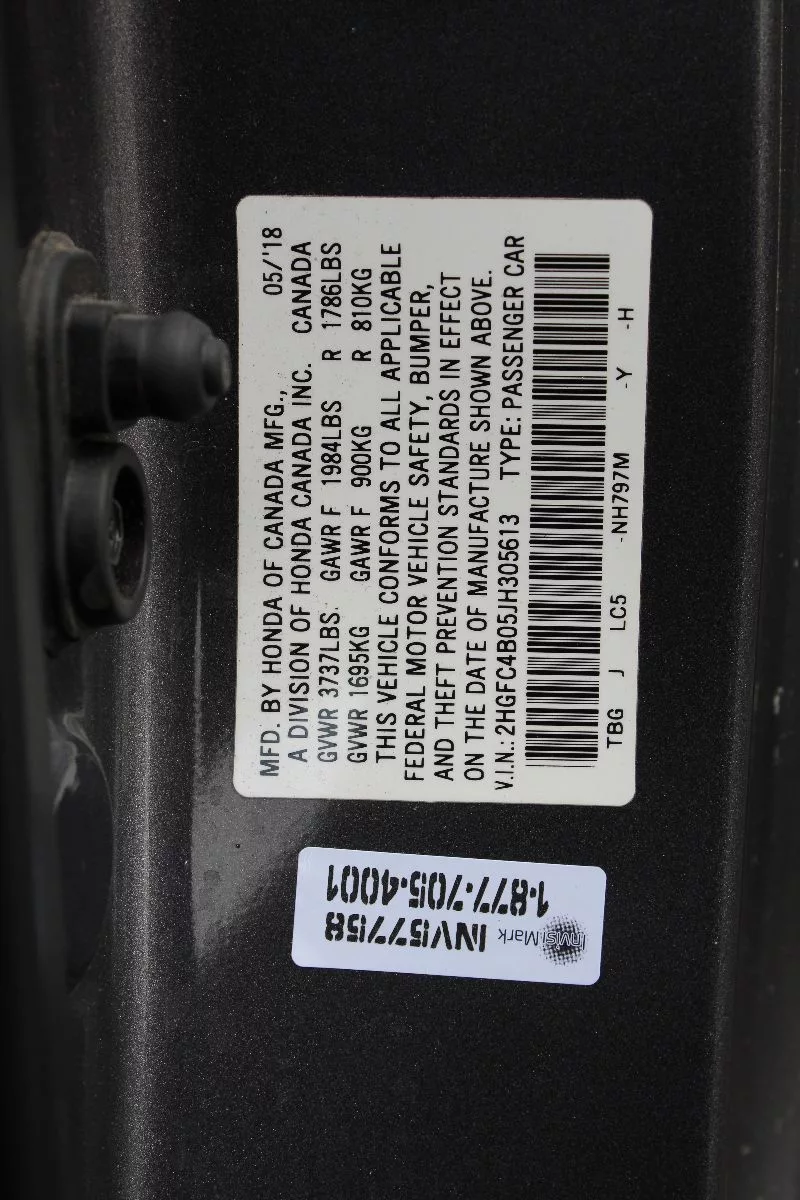 MFD. BY HONDA OF CANADA MFG., 05/'18
A DIVISION OF HONDA CANADA INC. CANADA
GVWR 3737LBS. GAWR F 1984LBS R 1786LBS
GVWR 1695KG GAWR F 900KG R 810KG
THIS VEHICLE CONFORMS TO ALL APPLICABLE
FEDERAL MOTOR VEHICLE SAFETY, BUMPER,
AND THEFT PREVENTION STANDARDS IN EFFECT
ON THE DATE OF MANUFACTURE SHOWN ABOVE.
V.I.N.: 2HGFC4B05JH305613 TYPE: PASSENGER CAR
TBG J LC5 -NH797M -Y -H
InvisiMark
INV57758
1-877-705-4001